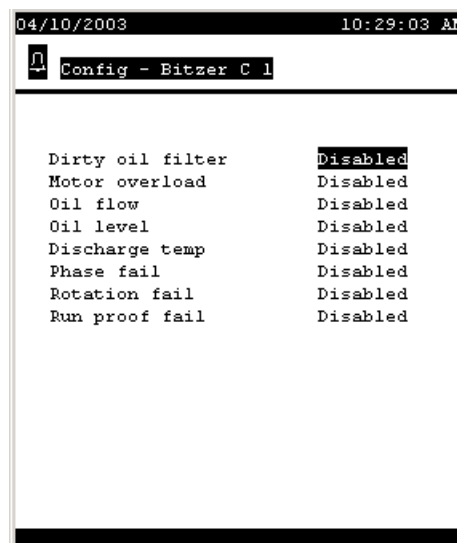 04/10/2003 10:29:03 AM
Config - Bitzer C 1
Dirty oil filter Disabled
Motor overload Disabled
Oil flow Disabled
Oil level Disabled
Discharge temp Disabled
Phase fail Disabled
Rotation fail Disabled
Run proof fail Disabled